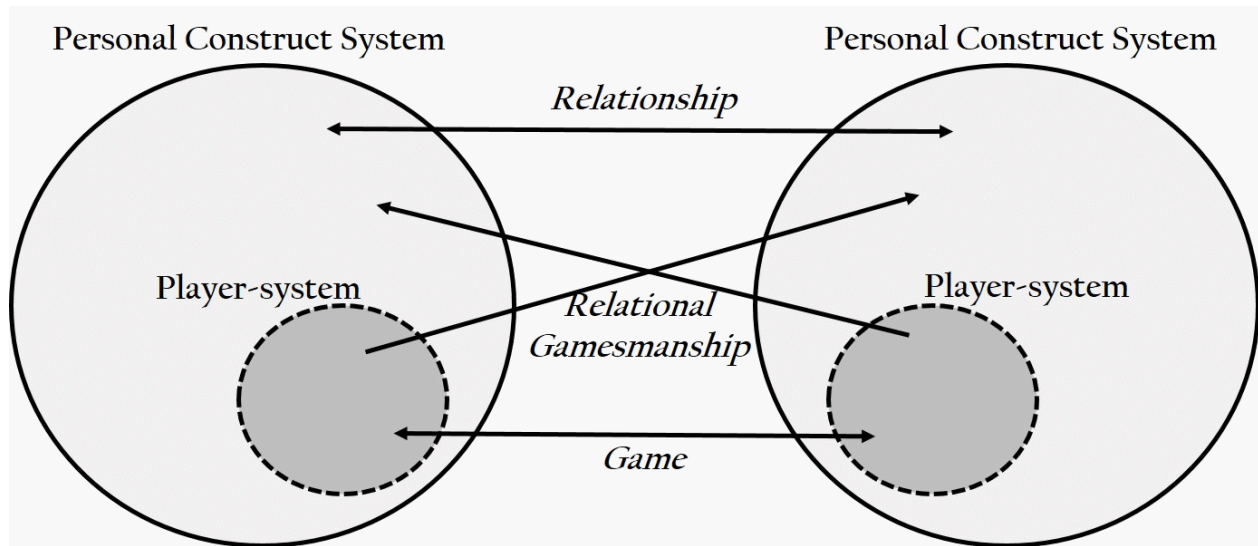 Personal Construct System
Personal Construct System
Relationship
Player-system
Player-system
Relational
Gamesmanship
Game